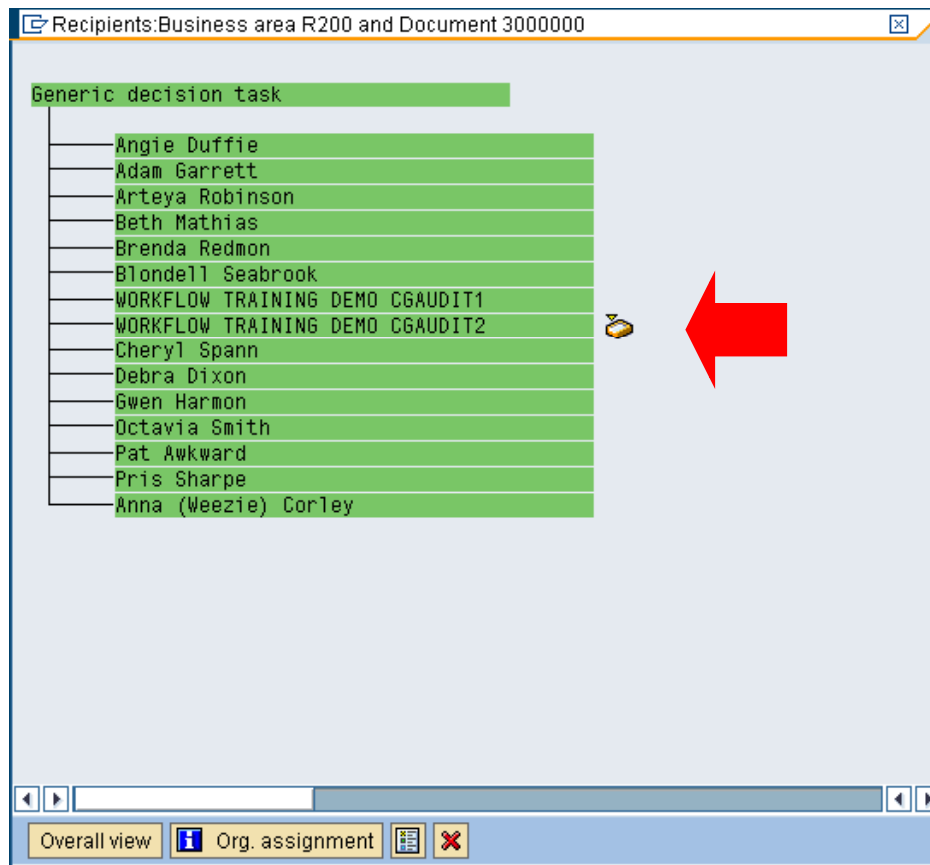 Recipients:Business area R200 and Document 3000000
Generic decision task
Angie Duffie
Adam Garrett
Arteya Robinson
Beth Mathias
Brenda Redmon
Blondell Seabrook
WORKFLOW TRAINING DEMO CGAUDIT1
WORKFLOW TRAINING DEMO CGAUDIT2
Cheryl Spann
Debra Dixon
Gwen Harmon
Octavia Smith
Pat Awkward
Pris Sharpe
Anna (Weezie) Corley
Overall view Org. assignment